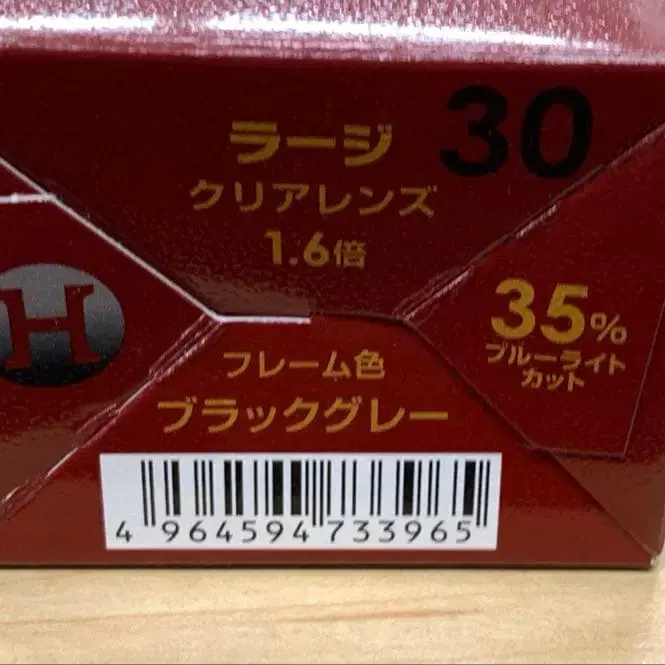 ラージ 30
クリアレンズ
1.6倍
H
35%
ブルーライト
カット
フレーム色
ブラックグレー
4 964594 733965